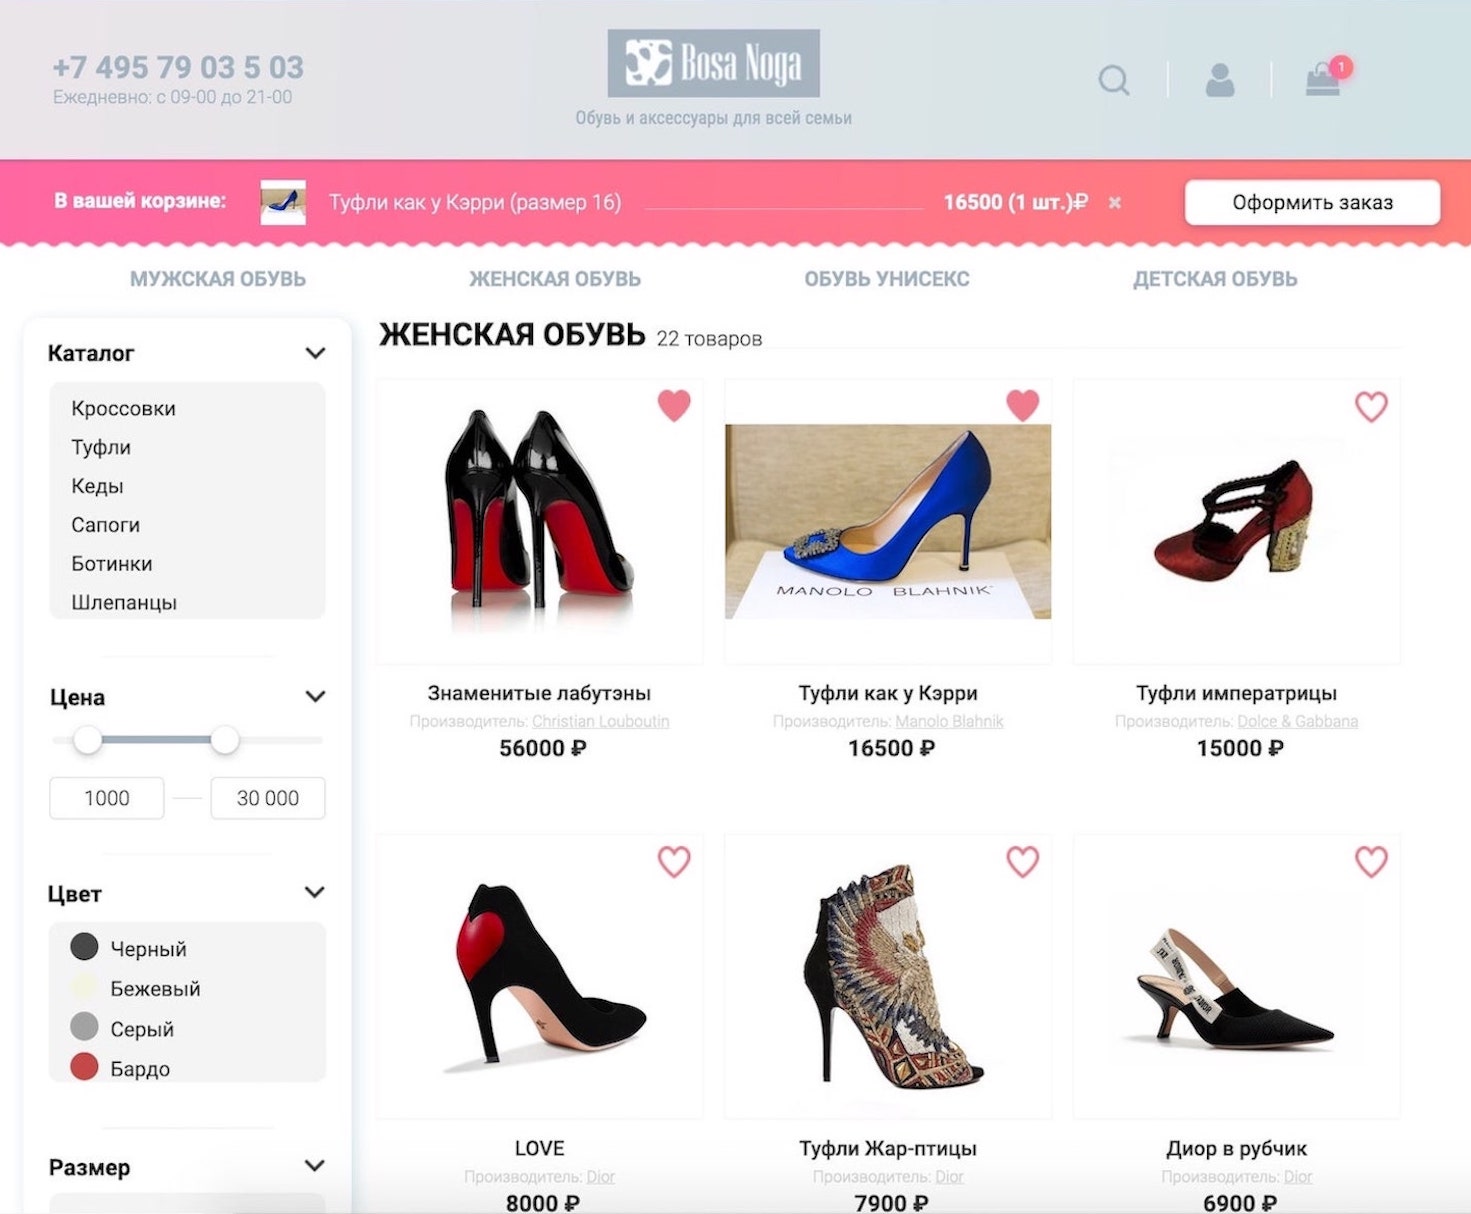 +7 495 79 03 5 03
Ежедневно: с 09-00 до 21-00
Bosa Noga
Обувь и аксессуары для всей семьи
1
В вашей корзине:
Туфли как у Кэрри (размер 16)
16500 (1 шт.)₽
Оформить заказ
МУЖСКАЯ ОБУВЬ
ЖЕНСКАЯ ОБУВЬ
ОБУВЬ УНИСЕКС
ДЕТСКАЯ ОБУВЬ
Каталог
Кроссовки
Туфли
Кеды
Сапоги
Ботинки
Шлепанцы
Цена
1000
30 000
Цвет
Черный
Бежевый
Серый
Бардо
Размер
ЖЕНСКАЯ ОБУВЬ 22 товаров
Знаменитые лабутэны
Производитель: Christian Louboutin
56000 ₽
MANOLO BLAHNIK
Туфли как у Кэрри
Производитель: Manolo Blahnik
16500 ₽
Туфли императрицы
Производитель: Dolce & Gabbana
15000 ₽
LOVE
Производитель: Dior
8000 ₽
Туфли Жар-птицы
Производитель: Dior
7900 ₽
Диор в рубчик
Производитель: Dior
6900 ₽